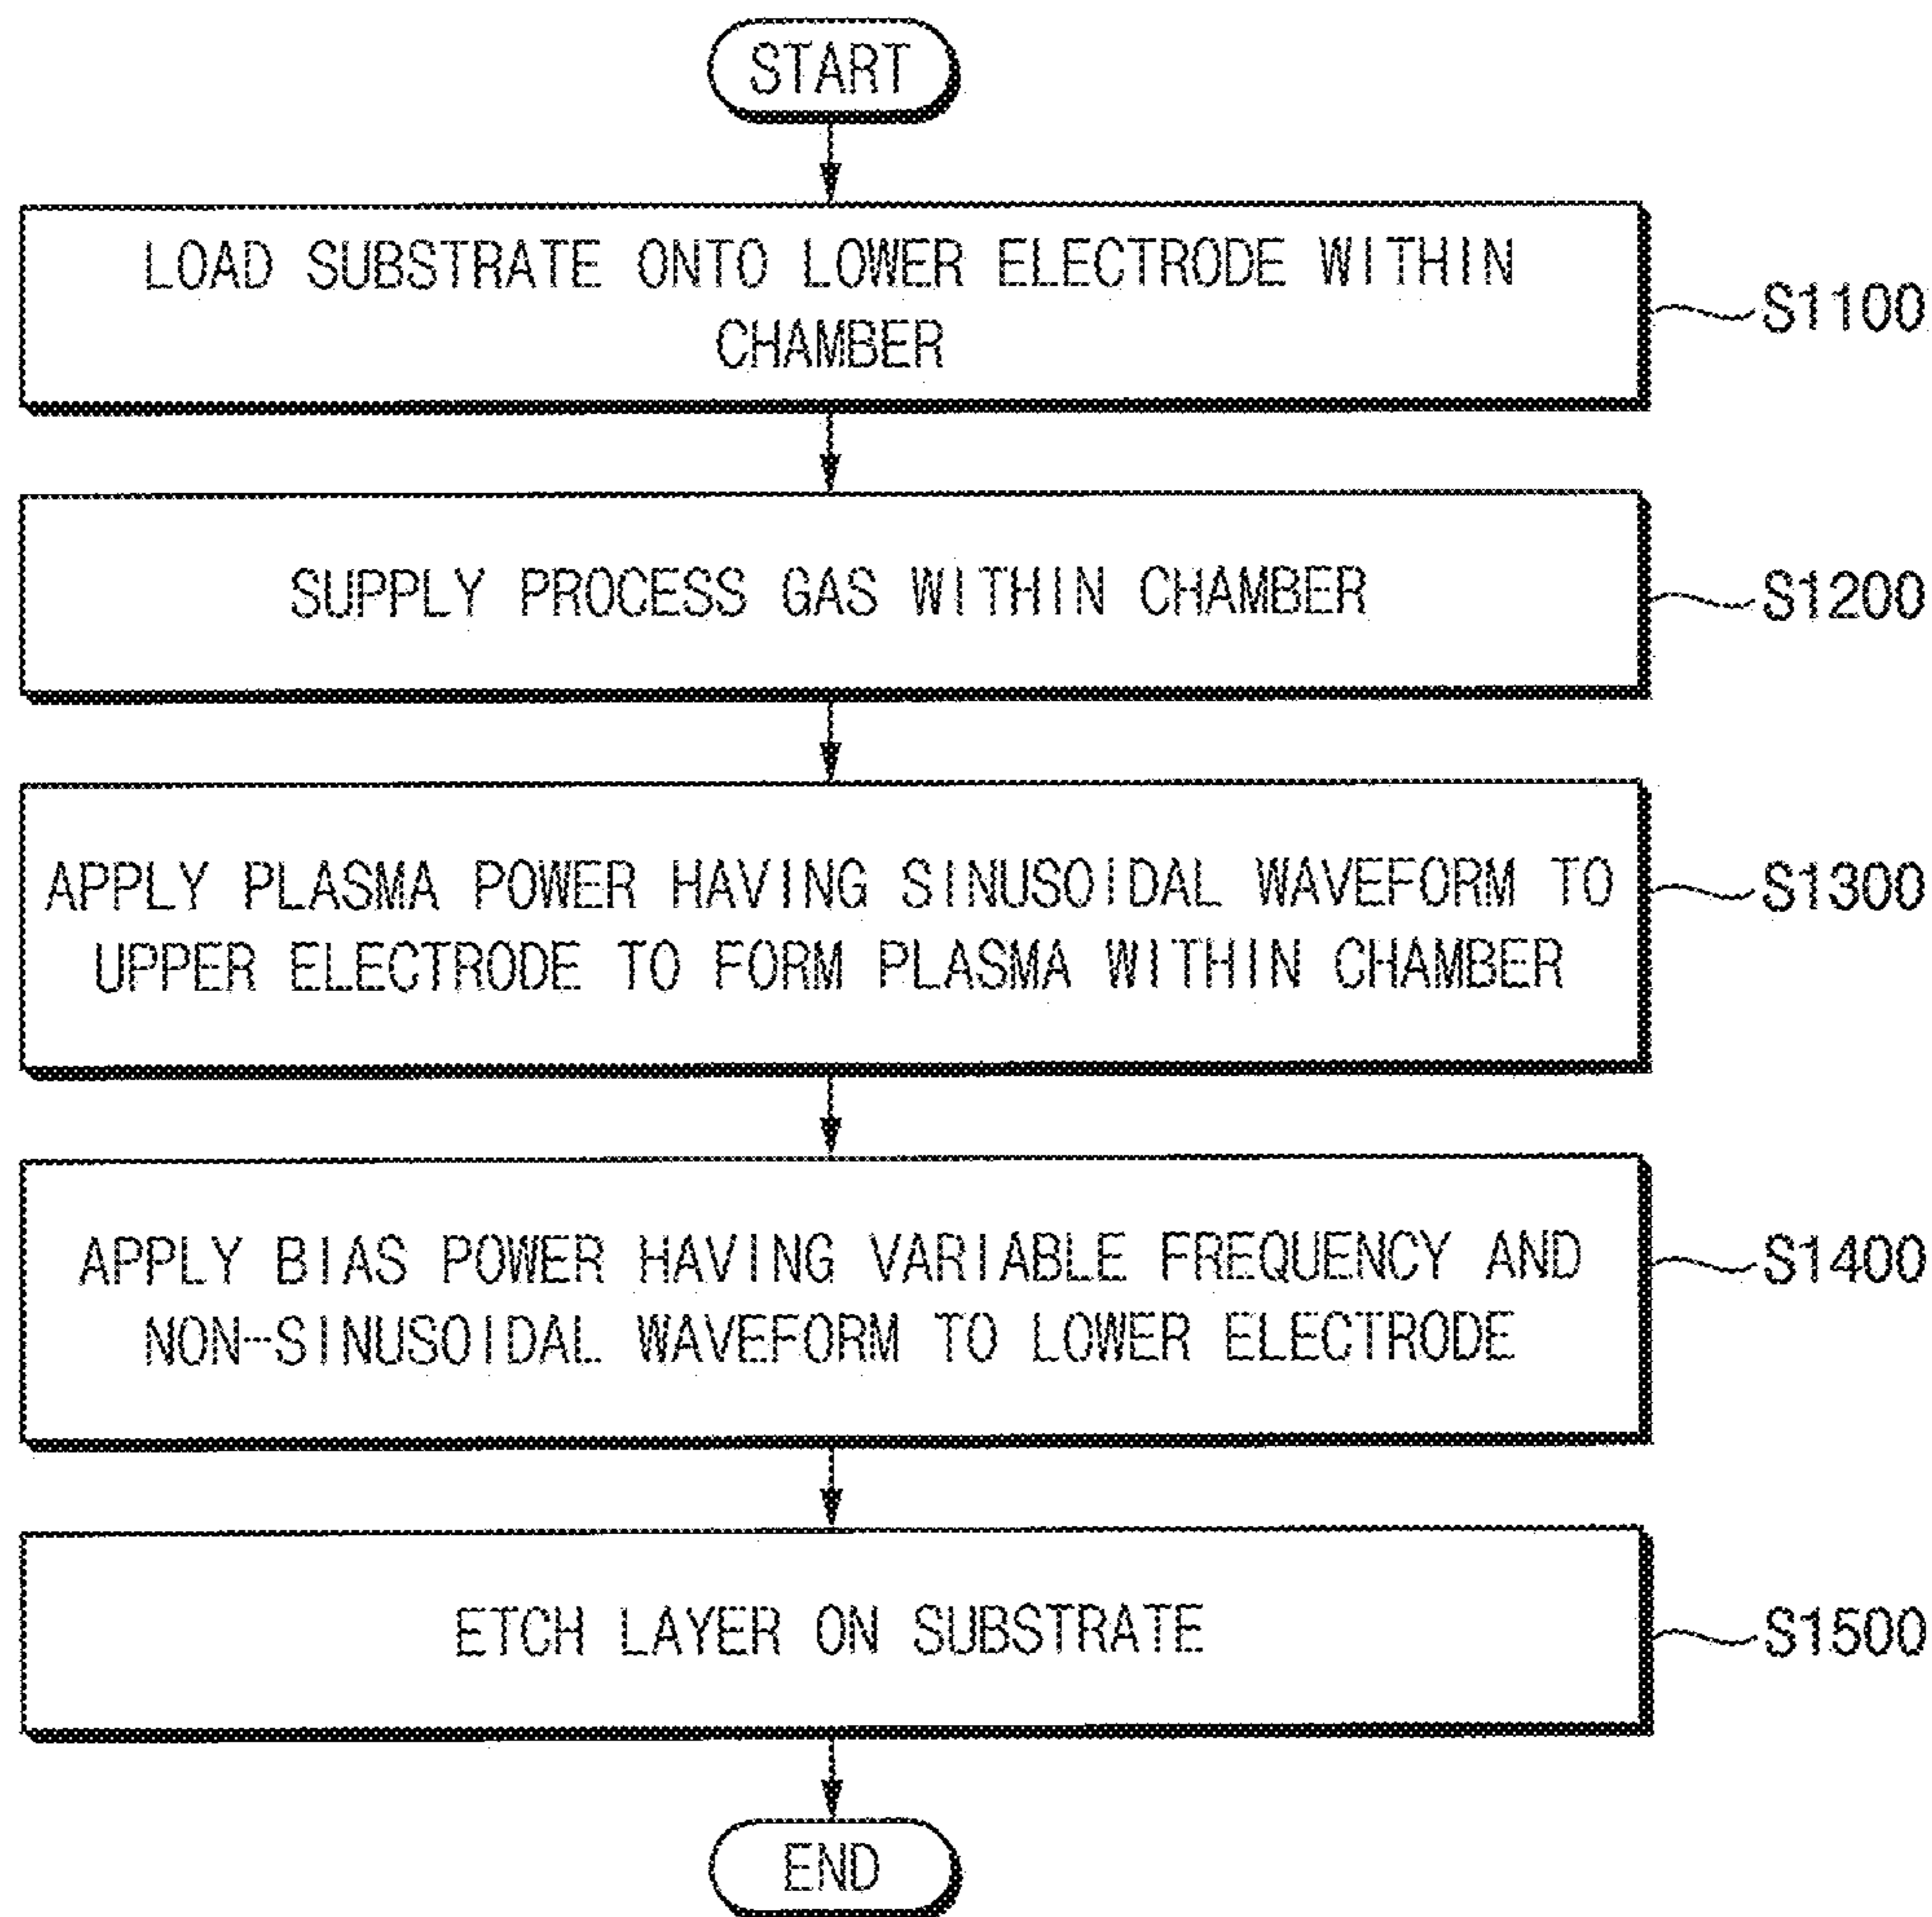 START
LOAD SUBSTRATE ONTO LOWER ELECTRODE WITHIN
CHAMBER
S1100
SUPPLY PROCESS GAS WITHIN CHAMBER
S1200
APPLY PLASMA POWER HAVING SINUSOIDAL WAVEFORM TO
UPPER ELECTRODE TO FORM PLASMA WITHIN CHAMBER
S1300
APPLY BIAS POWER HAVING VARIABLE FREQUENCY AND
NON-SINUSOIDAL WAVEFORM TO LOWER ELECTRODE
S1400
ETCH LAYER ON SUBSTRATE
S1500
END